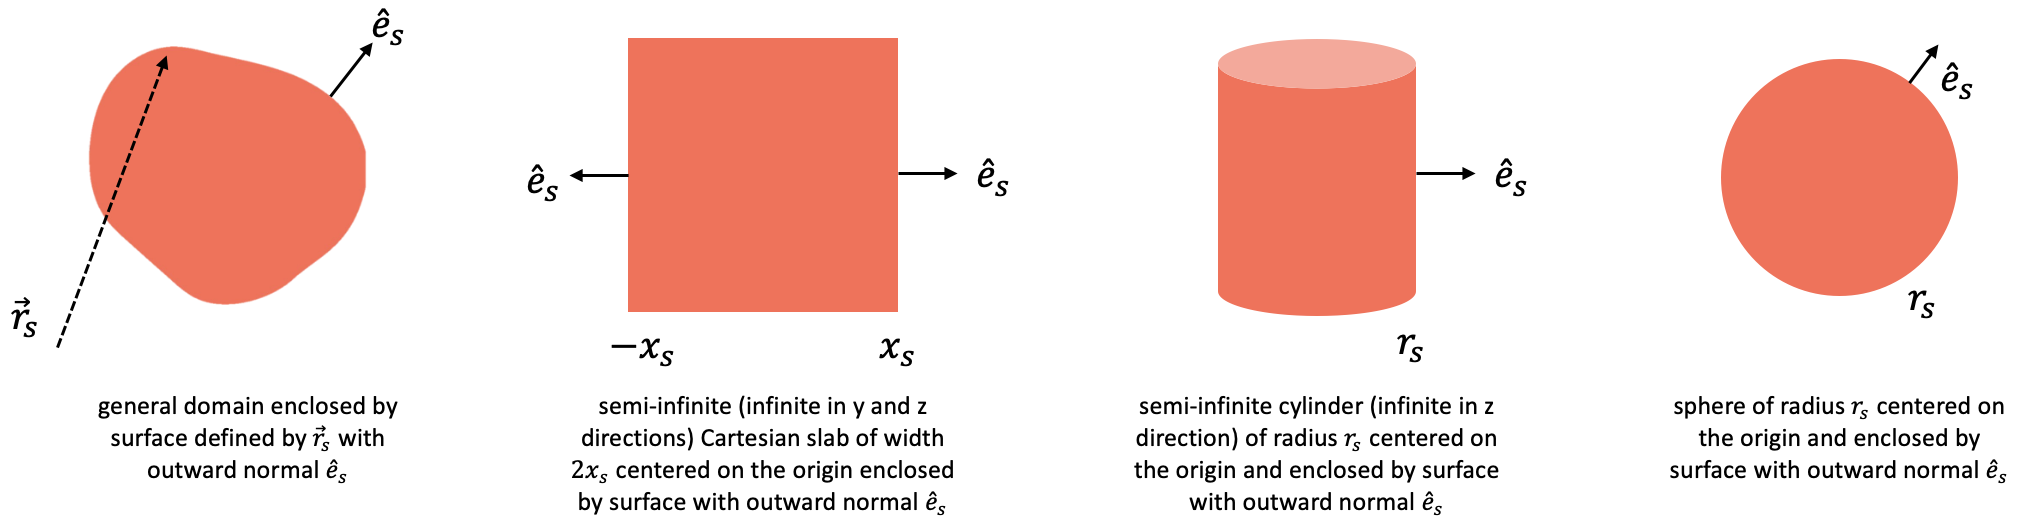 $\hat{e}_s$
$\vec{r}_s$
general domain enclosed by
surface defined by $\vec{r}_s$ with
outward normal $\hat{e}_s$
$\hat{e}_s$
$\hat{e}_s$
$-x_s$
$x_s$
semi-infinite (infinite in y and z
directions) Cartesian slab of width
$2x_s$ centered on the origin enclosed
by surface with outward normal $\hat{e}_s$
$\hat{e}_s$
$r_s$
semi-infinite cylinder (infinite in z
direction) of radius $r_s$ centered on
the origin and enclosed by surface
with outward normal $\hat{e}_s$
$\hat{e}_s$
$r_s$
sphere of radius $r_s$ centered on
the origin and enclosed by
surface with outward normal $\hat{e}_s$